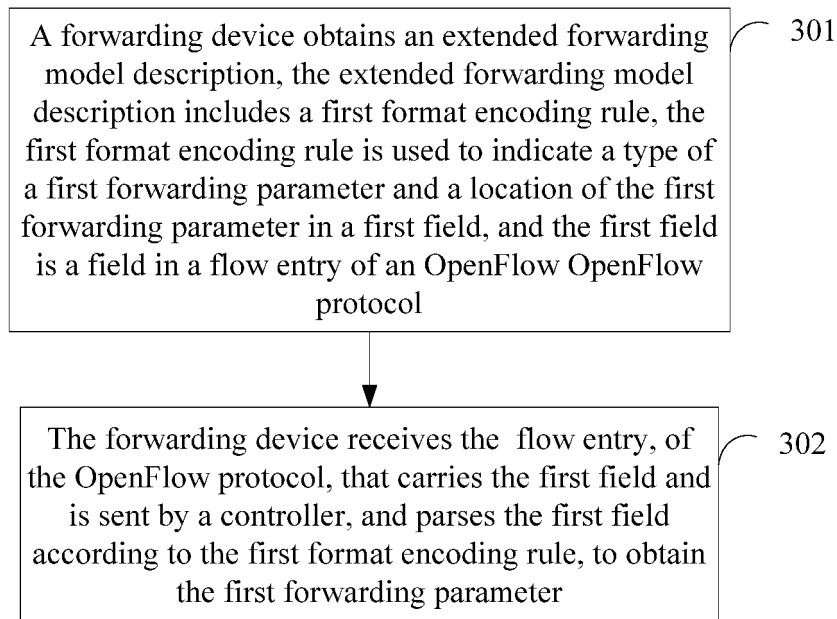 A forwarding device obtains an extended forwarding
model description, the extended forwarding model
description includes a first format encoding rule, the
first format encoding rule is used to indicate a type of
a first forwarding parameter and a location of the first
forwarding parameter in a first field, and the first field
is a field in a flow entry of an OpenFlow OpenFlow
protocol
301
The forwarding device receives the flow entry, of
the OpenFlow protocol, that carries the first field and
is sent by a controller, and parses the first field
according to the first format encoding rule, to obtain
the first forwarding parameter
302